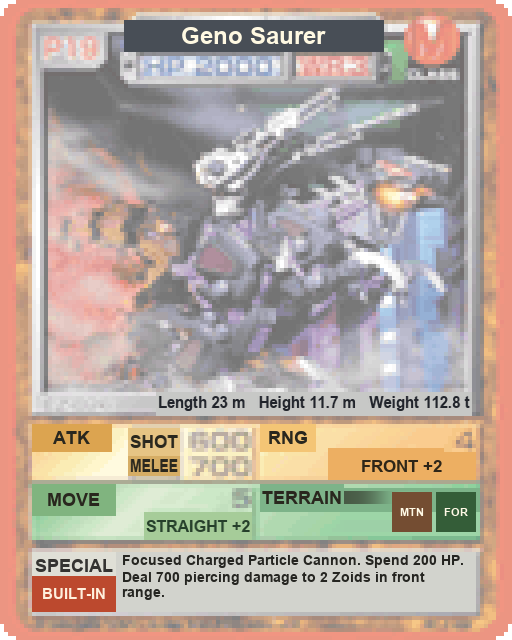 Geno Saurer
P19
HP 2000
M
CLASS
Length 23 m Height 11.7 m Weight 112.8 t
ATK
SHOT 600
MELEE 700
RNG 4
FRONT +2
MOVE 5
STRAIGHT +2
TERRAIN
MTN
FOR
SPECIAL
BUILT-IN
Focused Charged Particle Cannon. Spend 200 HP.
Deal 700 piercing damage to 2 Zoids in front
range.